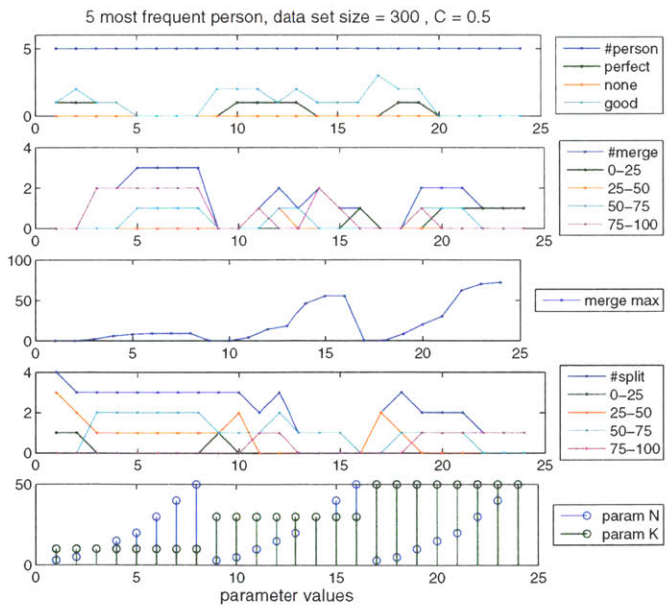 5 most frequent person, data set size = 300 , C = 0.5
5
0
0 5 10 15 20 25
#person
perfect
none
good
4
2
0
0 5 10 15 20 25
#merge
0-25
25-50
50-75
75-100
100
50
0
0 5 10 15 20 25
merge max
4
2
0
0 5 10 15 20 25
#split
0-25
25-50
50-75
75-100
50
0
0 5 10 15 20 25
param N
param K
parameter values